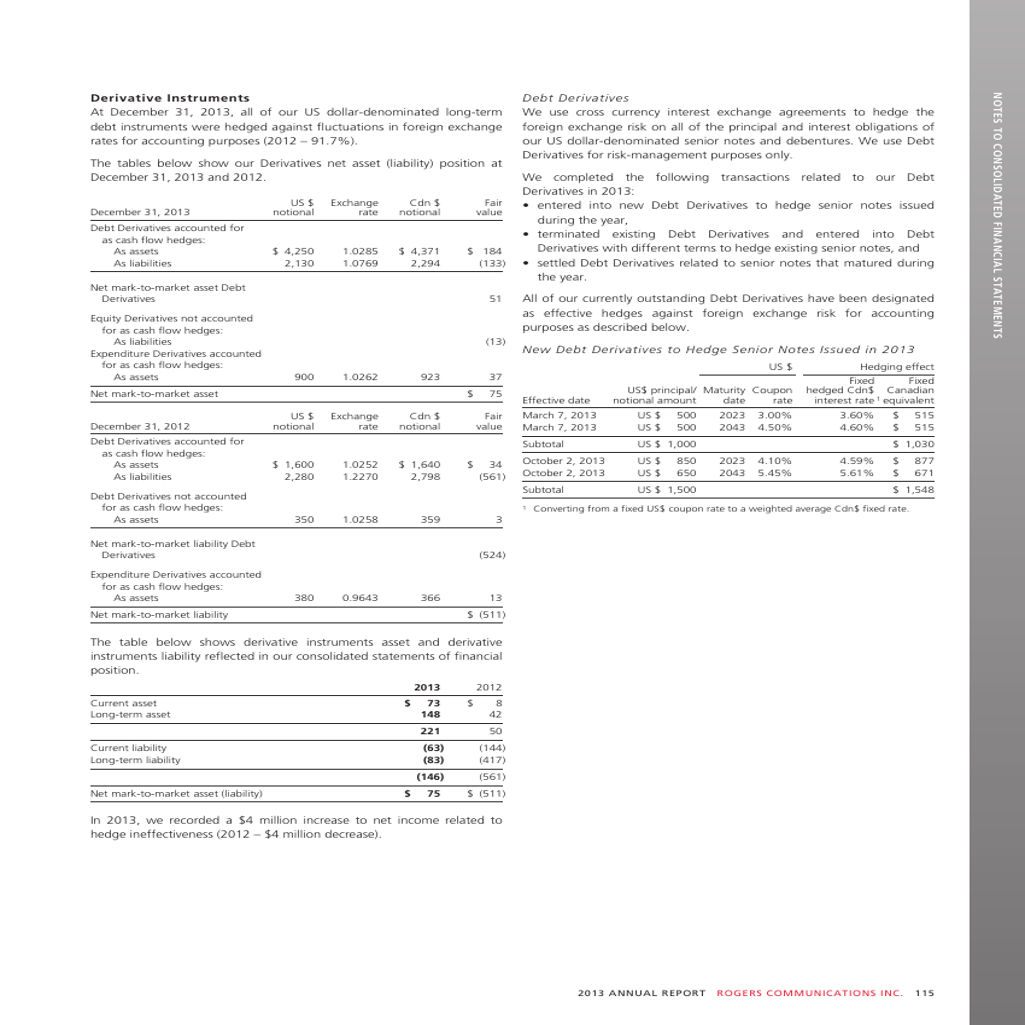 Derivative Instruments
At December 31, 2013, all of our US dollar-denominated long-term
debt instruments were hedged against fluctuations in foreign exchange
rates for accounting purposes (2012 – 91.7%).
The tables below show our Derivatives net asset (liability) position at
December 31, 2013 and 2012.
US $ Exchange Cdn $ Fair
December 31, 2013 notional rate notional value
Debt Derivatives accounted for
as cash flow hedges:
As assets $ 4,250 1.0285 $ 4,371 $ 184
As liabilities 2,130 1.0769 2,294 (133)
Net mark-to-market asset Debt
Derivatives 51
Equity Derivatives not accounted
for as cash flow hedges:
As liabilities (13)
Expenditure Derivatives accounted
for as cash flow hedges:
As assets 900 1.0262 923 37
Net mark-to-market asset $ 75
US $ Exchange Cdn $ Fair
December 31, 2012 notional rate notional value
Debt Derivatives accounted for
as cash flow hedges:
As assets $ 1,600 1.0252 $ 1,640 $ 34
As liabilities 2,280 1.2270 2,798 (561)
Debt Derivatives not accounted
for as cash flow hedges:
As assets 350 1.0258 359 3
Net mark-to-market liability Debt
Derivatives (524)
Expenditure Derivatives accounted
for as cash flow hedges:
As assets 380 0.9643 366 13
Net mark-to-market liability $ (511)
The table below shows derivative instruments asset and derivative
instruments liability reflected in our consolidated statements of financial
position.
2013 2012
Current asset $ 73 $ 8
Long-term asset 148 42
221 50
Current liability (63) (144)
Long-term liability (83) (417)
(146) (561)
Net mark-to-market asset (liability) $ 75 $ (511)
In 2013, we recorded a $4 million increase to net income related to
hedge ineffectiveness (2012 – $4 million decrease).
Debt Derivatives
We use cross currency interest exchange agreements to hedge the
foreign exchange risk on all of the principal and interest obligations of
our US dollar-denominated senior notes and debentures. We use Debt
Derivatives for risk-management purposes only.
We completed the following transactions related to our Debt
Derivatives in 2013:
• entered into new Debt Derivatives to hedge senior notes issued
during the year,
• terminated existing Debt Derivatives and entered into Debt
Derivatives with different terms to hedge existing senior notes, and
• settled Debt Derivatives related to senior notes that matured during
the year.
All of our currently outstanding Debt Derivatives have been designated
as effective hedges against foreign exchange risk for accounting
purposes as described below.
New Debt Derivatives to Hedge Senior Notes Issued in 2013
US $ Hedging effect
Fixed Fixed
US$ principal/ Maturity Coupon hedged Cdn$ Canadian
Effective date notional amount date rate interest rate ¹ equivalent
March 7, 2013 US $ 500 2023 3.00% 3.60% $ 515
March 7, 2013 US $ 500 2043 4.50% 4.60% $ 515
Subtotal US $ 1,000 $ 1,030
October 2, 2013 US $ 850 2023 4.10% 4.59% $ 877
October 2, 2013 US $ 650 2043 5.45% 5.61% $ 671
Subtotal US $ 1,500 $ 1,548
¹ Converting from a fixed US$ coupon rate to a weighted average Cdn$ fixed rate.
NOTES TO CONSOLIDATED FINANCIAL STATEMENTS
2013 ANNUAL REPORT ROGERS COMMUNICATIONS INC. 115